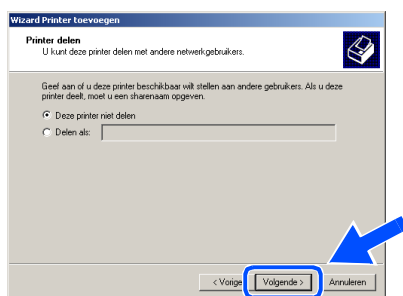 Wizard Printer toevoegen
Printer delen
U kunt deze printer delen met andere netwerkgebruikers.
Geef aan of u deze printer beschikbaar wilt stellen aan andere gebruikers. Als u deze
printer deelt, moet u een sharenaam opgeven.
Deze printer niet delen
Delen als:
< Vorige
Volgende >
Annuleren